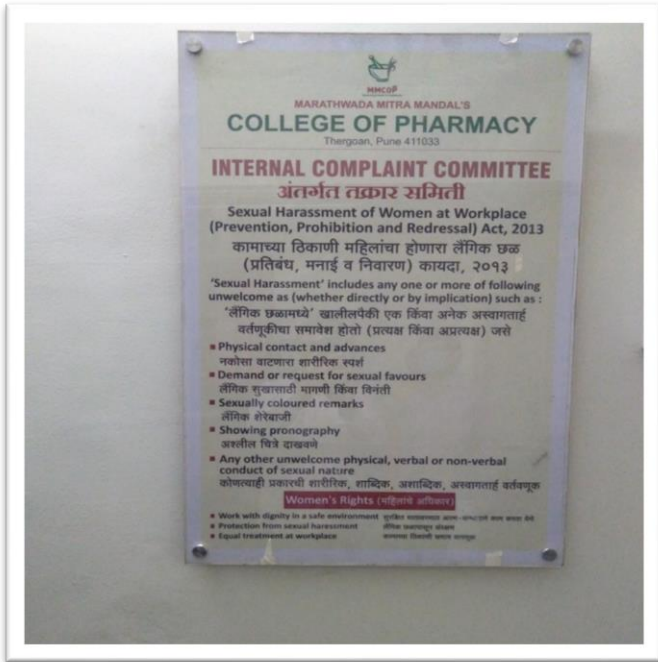 MMCOP
MARATHWADA MITRA MANDAL'S
COLLEGE OF PHARMACY
Thergoan, Pune 411033
INTERNAL COMPLAINT COMMITTEE
अंतर्गत तक्रार समिती
Sexual Harassment of Women at Workplace
(Prevention, Prohibition and Redressal) Act, 2013
कामाच्या ठिकाणी महिलांचा होणारा लैंगिक छळ
(प्रतिबंध, मनाई व निवारण) कायदा, २०१३
'Sexual Harassment' includes any one or more of following
unwelcome as (whether directly or by implication) such as :
'लैंगिक छळामध्ये' खालीलपैकी एक किंवा अनेक अस्वागतार्ह
वर्तणूकीचा समावेश होतो (प्रत्यक्ष किंवा अप्रत्यक्ष) जसे
▪ Physical contact and advances
नकोसा वाटणारा शारीरिक स्पर्श
▪ Demand or request for sexual favours
लैंगिक सुखासाठी मागणी किंवा विनंती
▪ Sexually coloured remarks
लैंगिक शेरेबाजी
▪ Showing pronography
अश्लील चित्रे दाखवणे
▪ Any other unwelcome physical, verbal or non-verbal
conduct of sexual nature
कोणत्याही प्रकारची शारीरिक, शाब्दिक, अशाब्दिक, अस्वागतार्ह वर्तवणूक
Women's Rights (महिलांचे अधिकार)
▪ Work with dignity in a safe environment
▪ Protection from sexual harassment लैंगिक छळापासून संरक्षण
▪ Equal treatment at workplace